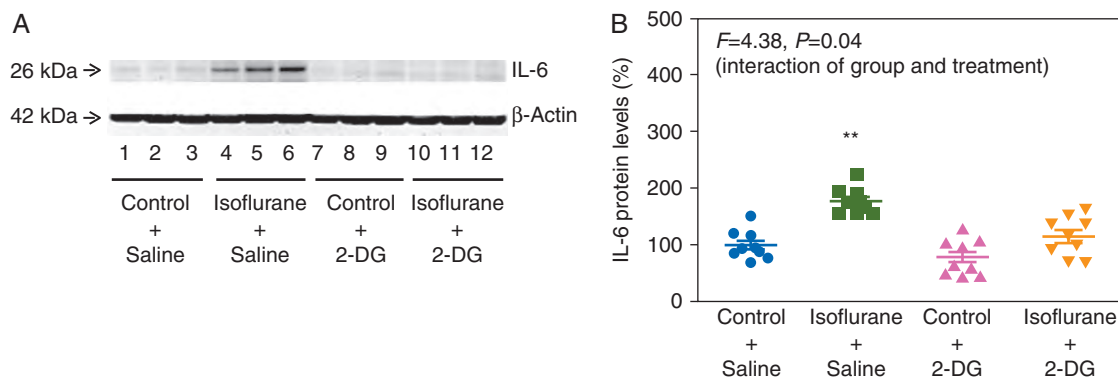 A
26 kDa → IL-6
42 kDa → β-Actin
1 2 3 4 5 6 7 8 9 10 11 12
Control Isoflurane Control Isoflurane
+ + + +
Saline Saline 2-DG 2-DG
B
IL-6 protein levels (%)
500
400
300
200
100
0
F=4.38, P=0.04
(interaction of group and treatment)
**
Control Isoflurane Control Isoflurane
+ + + +
Saline Saline 2-DG 2-DG